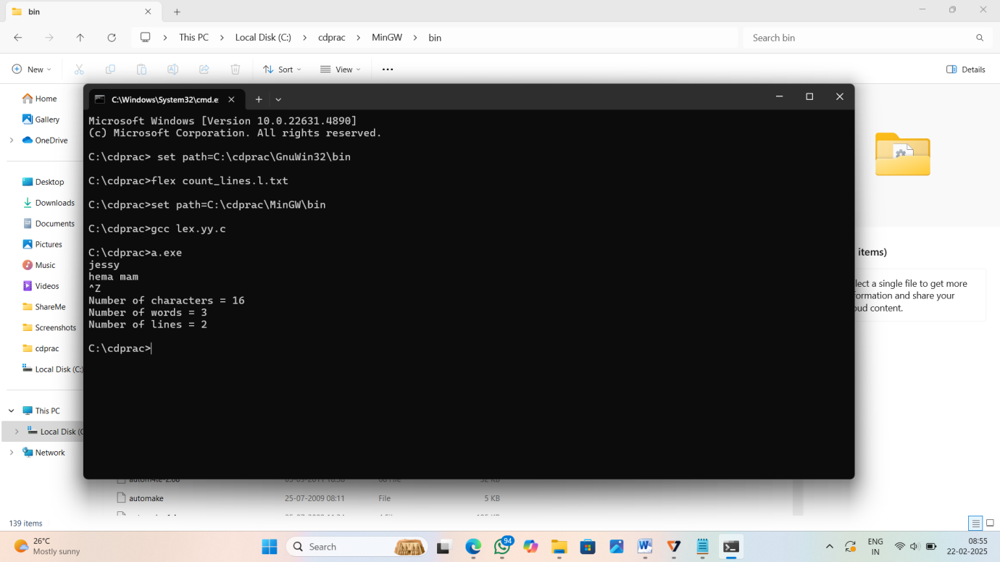 bin
This PC
Local Disk (C:)
cdprac
MinGW
bin
Search bin
New
Sort
View
Details
Home
Gallery
OneDrive
Desktop
Downloads
Documents
Pictures
Music
Videos
ShareMe
Screenshots
cdprac
Local Disk (C:)
This PC
Local Disk (C
Network
C:\Windows\System32\cmd.e
Microsoft Windows [Version 10.0.22631.4890]
(c) Microsoft Corporation. All rights reserved.
C:\cdprac> set path=C:\cdprac\GnuWin32\bin
C:\cdprac>flex count_lines.l.txt
C:\cdprac>set path=C:\cdprac\MinGW\bin
C:\cdprac>gcc lex.yy.c
C:\cdprac>a.exe
jessy
hema mam
^Z
Number of characters = 16
Number of words = 3
Number of lines = 2
C:\cdprac>
items)
lect a single file to get more
formation and share your
oud content.
automake 25-07-2009 08:11 File 5 KB
139 items
26°C
Mostly sunny
Search
94
ENG
IN
08:55
22-02-2025